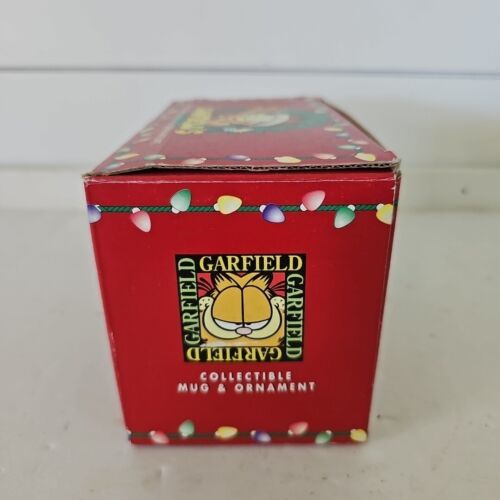 GARFIELD
GARFIELD
GARFIELD
GARFIELD
COLLECTIBLE
MUG & ORNAMENT